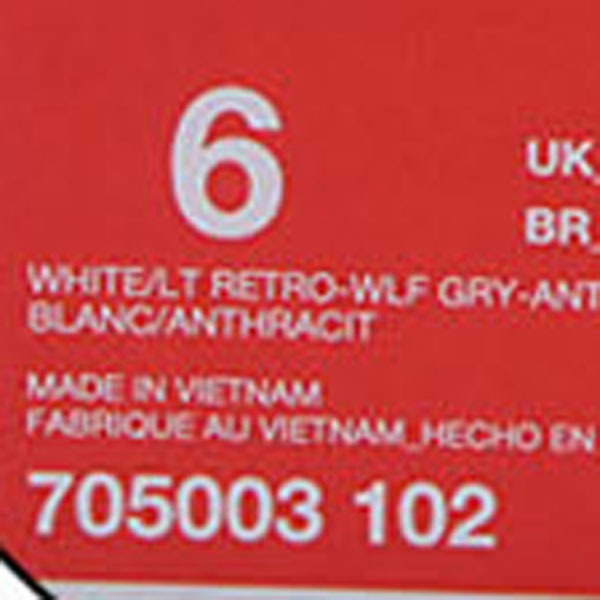 6
UK
BR
WHITE/LT RETRO-WLF GRY-ANT
BLANC/ANTHRACIT
MADE IN VIETNAM
FABRIQUE AU VIETNAM_HECHO EN
705003 102